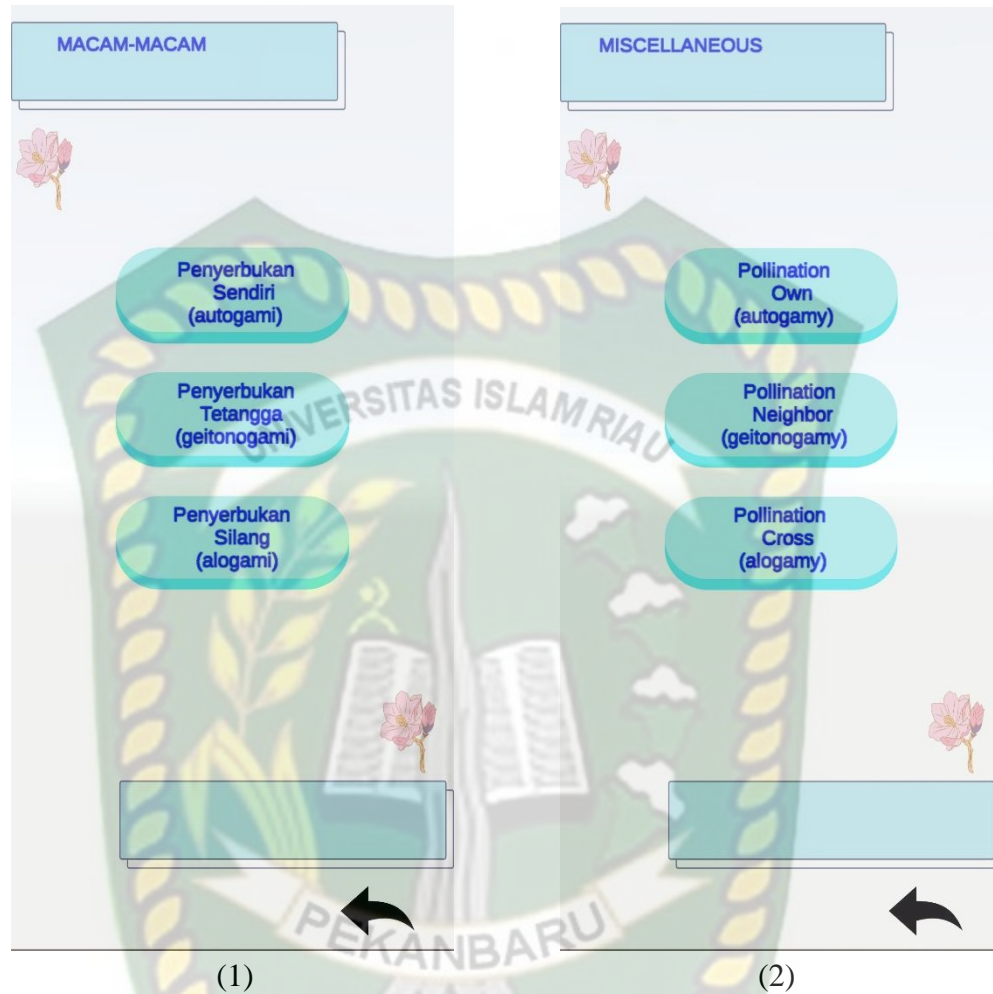 MACAM-MACAM
Penyerbukan
Sendiri
(autogami)
Penyerbukan
Tetangga
(geitonogami)
Penyerbukan
Silang
(alogami)
(1)
MISCELLANEOUS
Pollination
Own
(autogamy)
Pollination
Neighbor
(geitonogamy)
Pollination
Cross
(alogamy)
(2)
UNIVERSITAS ISLAM RIAU
PEKANBARU